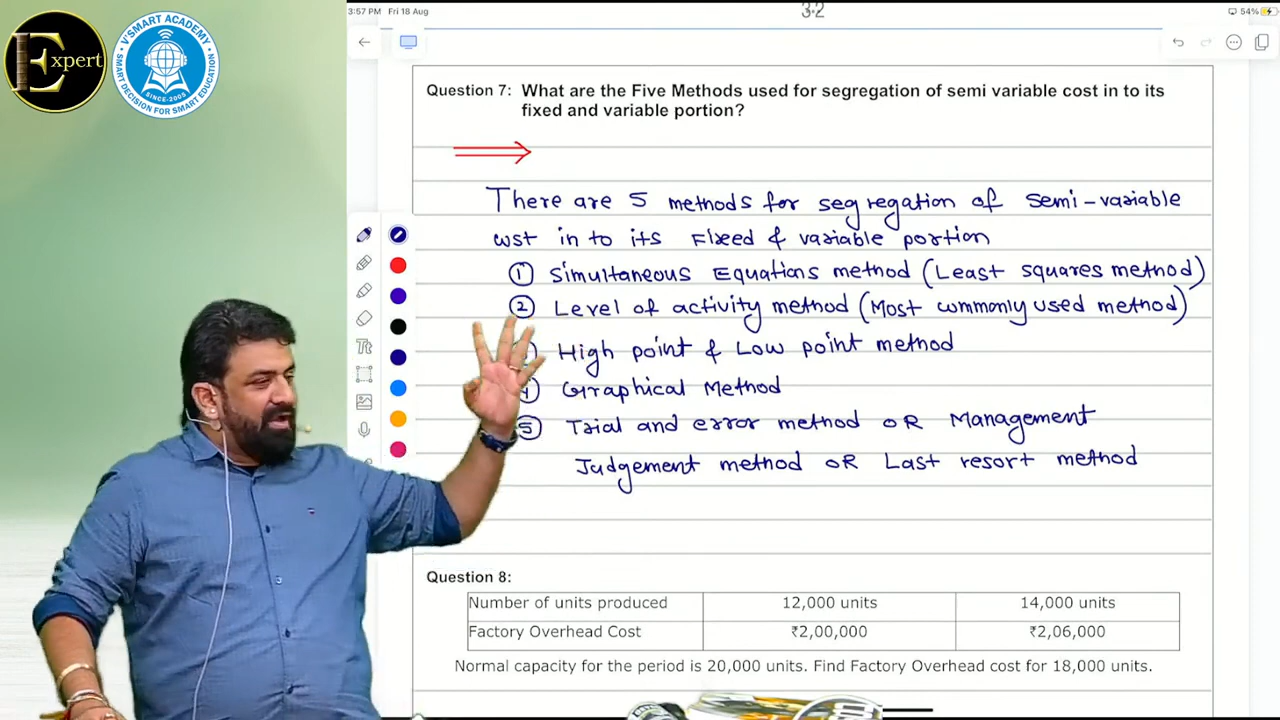 3:57 PM Fri 18 Aug
32
54%
Expert
V'SMART ACADEMY
SINCE-2005
SMART DECISION FOR SMART EDUCATION
Question 7: What are the Five Methods used for segregation of semi variable cost in to its
fixed and variable portion?
There are 5 methods for segregation of semi-variable
cost in to its Fixed & variable portion
① Simultaneous Equations method (Least squares method)
② Level of activity method (Most commonly used method)
High point & Low point method
Graphical Method
⑤ Trial and error method OR Management
Judgement method OR Last resort method
Tt
Question 8:
Number of units produced 12,000 units 14,000 units
Factory Overhead Cost ₹2,00,000 ₹2,06,000
Normal capacity for the period is 20,000 units. Find Factory Overhead cost for 18,000 units.